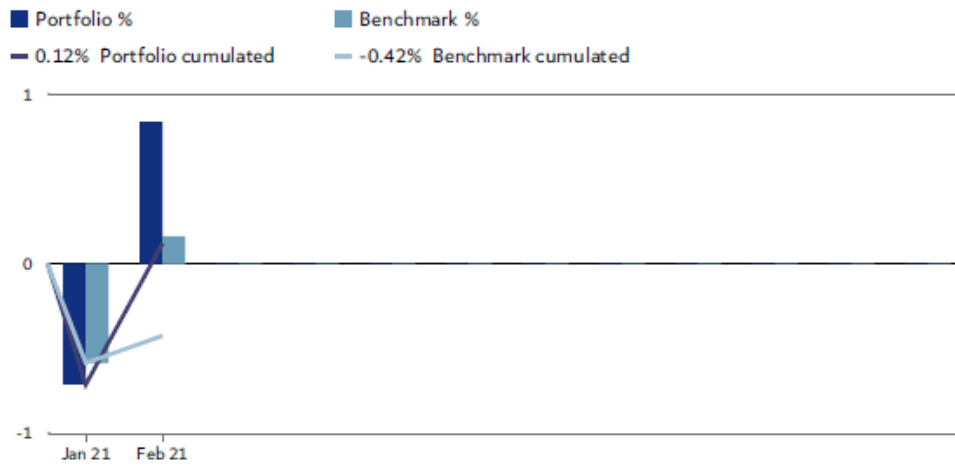 Portfolio % Benchmark %
0.12% Portfolio cumulated -0.42% Benchmark cumulated
1
0
-1
Jan 21 Feb 21